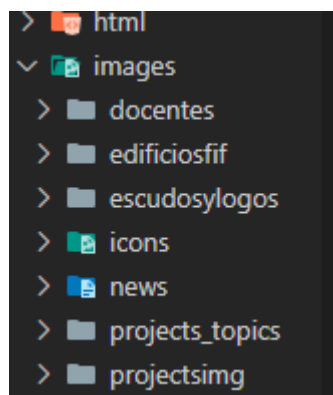 html
images
docentes
edificiosfif
escudosylogos
icons
news
projects_topics
projectsimg